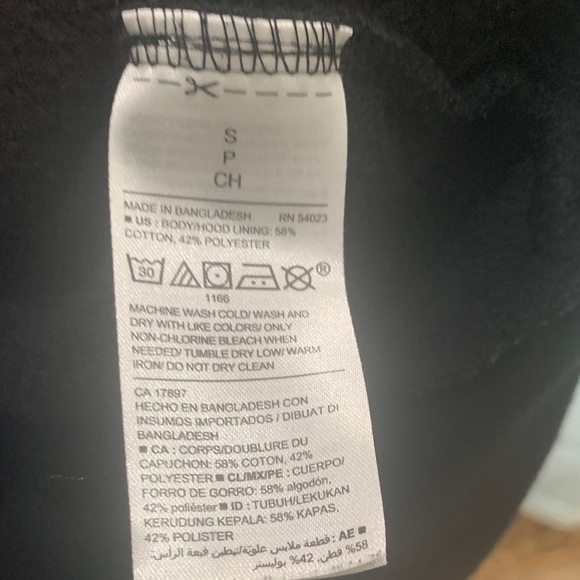 S
P
CH
MADE IN BANGLADESH RN 54023
■ US : BODY/HOOD LINING: 58%
COTTON, 42% POLYESTER
30 ®
1166
MACHINE WASH COLD/ WASH AND
DRY WITH LIKE COLORS/ ONLY
NON-CHLORINE BLEACH WHEN
NEEDED/ TUMBLE DRY LOW/ WARM
IRON/ DO NOT DRY CLEAN
CA 17897
HECHO EN BANGLADESH CON
INSUMOS IMPORTADOS / DIBUAT DI
BANGLADESH
■ CA : CORPS/DOUBLURE DU
CAPUCHON: 58% COTON, 42%
POLYESTER ■ CL/MX/PE : CUERPO/
FORRO DE GORRO: 58% algodón,
42% poliéster ■ ID : TUBUH/LEKUKAN
KERUDUNG KEPALA: 58% KAPAS,
42% POLISTER
■ AE : قطعة ملابس علوية/تبطين قبعة الرأس:
58% قطن, 42% بوليستر